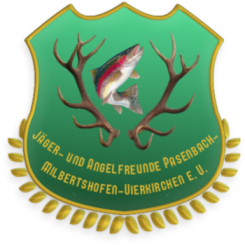 Jäger- und Angelfreunde Pasenbach-
Milbertshofen-Vierkirchen e.V.